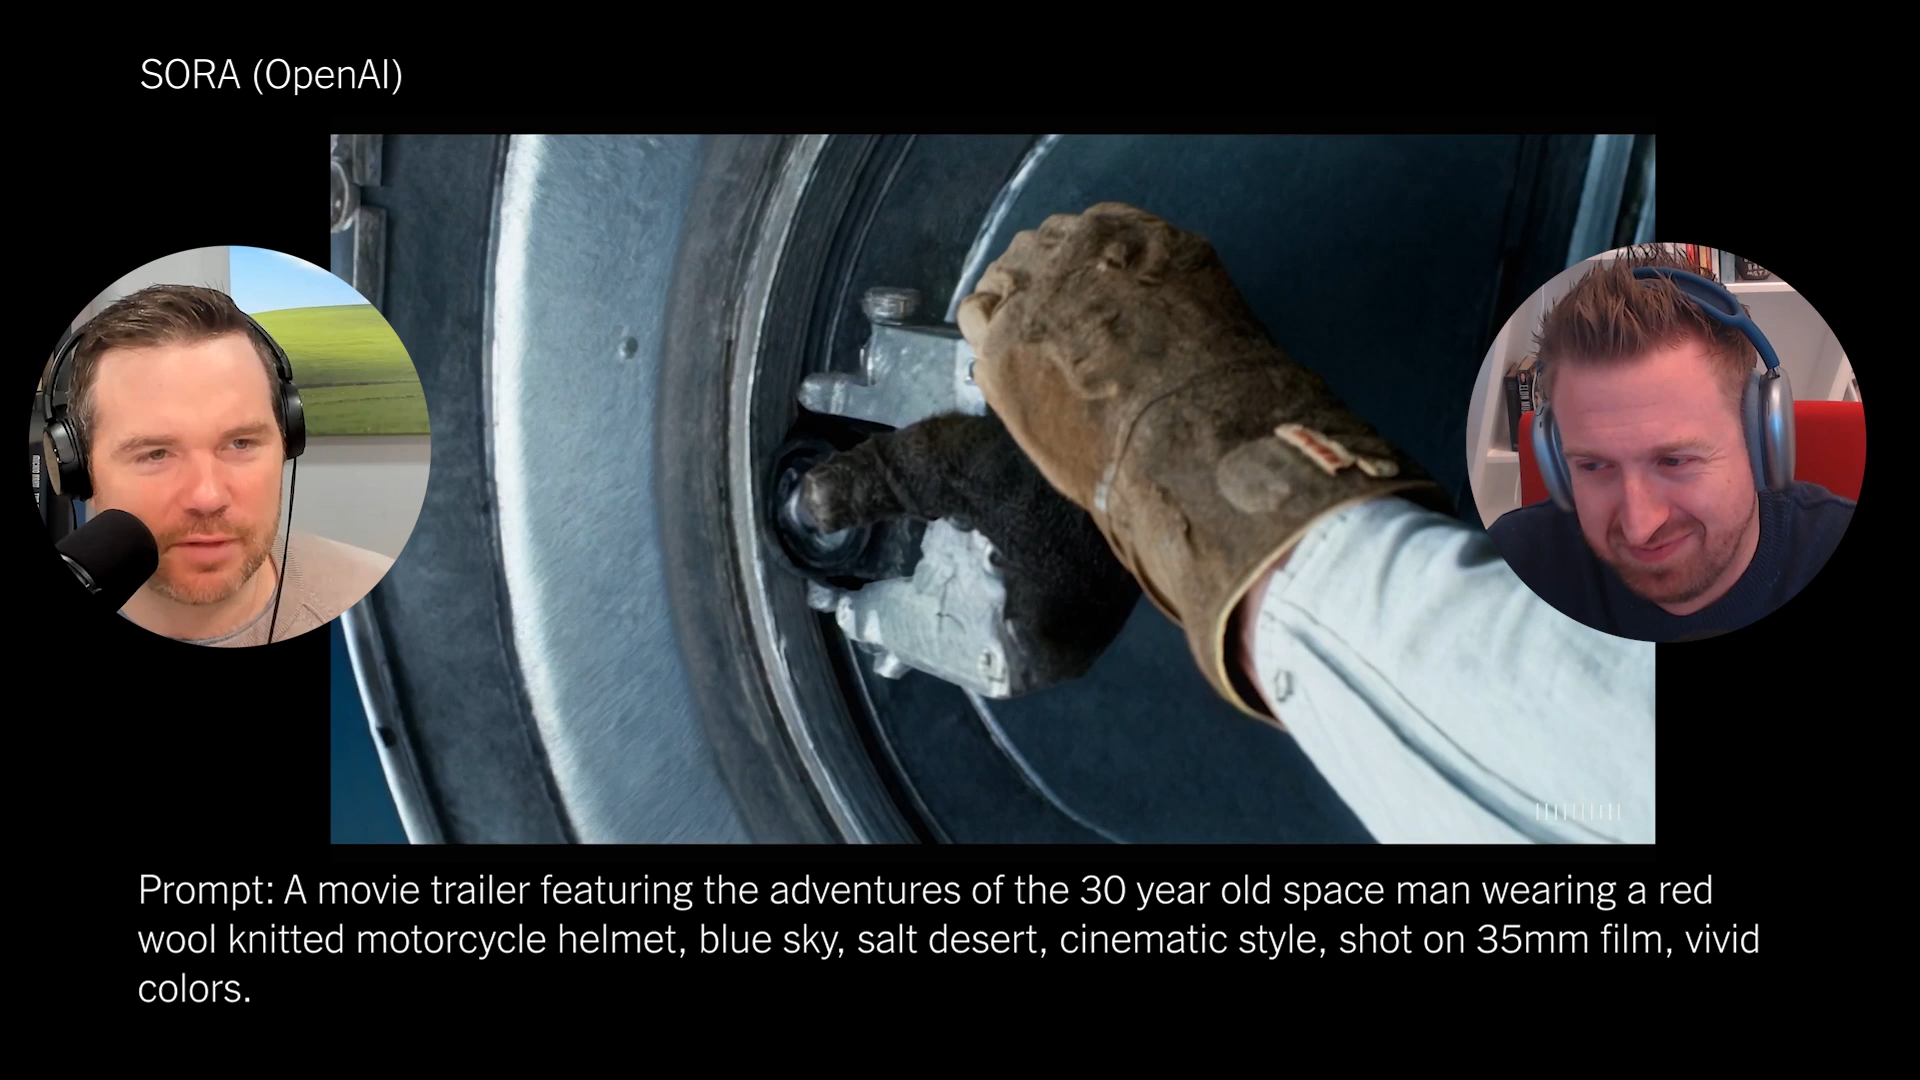 SORA (OpenAI)
Prompt: A movie trailer featuring the adventures of the 30 year old space man wearing a red
wool knitted motorcycle helmet, blue sky, salt desert, cinematic style, shot on 35mm film, vivid
colors.